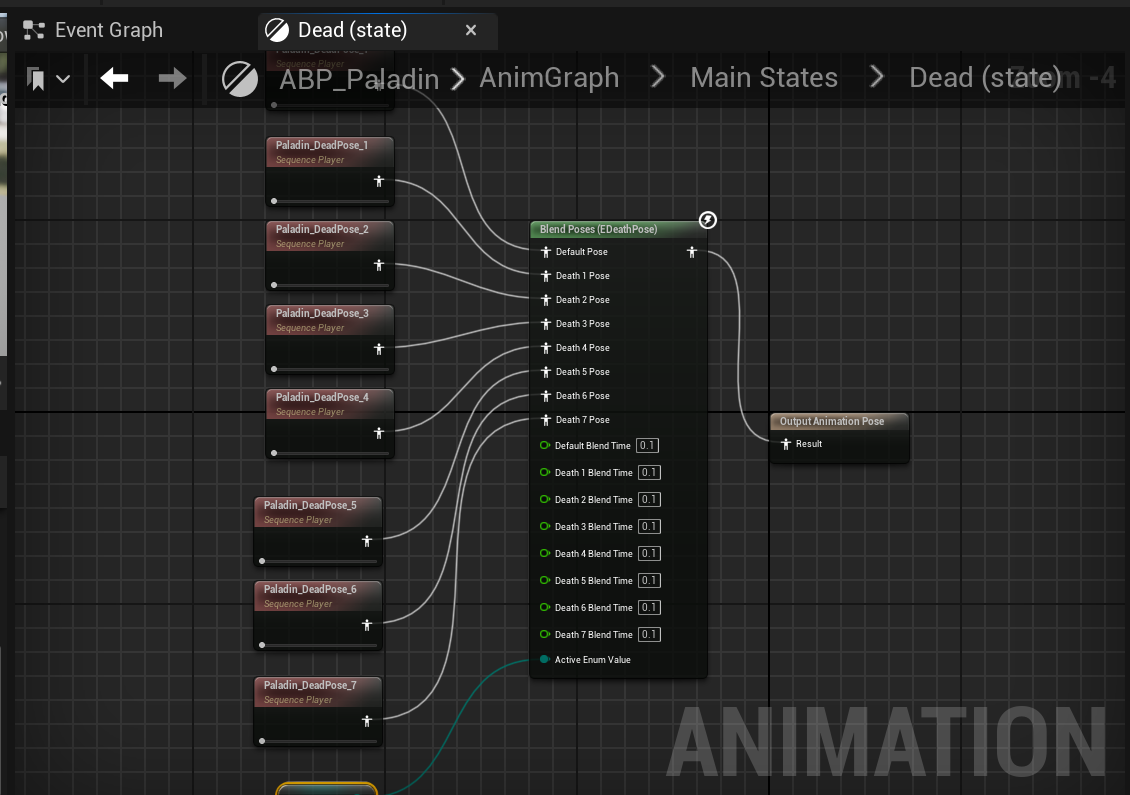 Event Graph
Dead (state)
ABP_Paladin > AnimGraph > Main States > Dead (state)
-4
Paladin_DeadPose_1
Sequence Player
Paladin_DeadPose_2
Sequence Player
Paladin_DeadPose_3
Sequence Player
Paladin_DeadPose_4
Sequence Player
Paladin_DeadPose_5
Sequence Player
Paladin_DeadPose_6
Sequence Player
Paladin_DeadPose_7
Sequence Player
Blend Poses (EDeathPose)
Default Pose
Death 1 Pose
Death 2 Pose
Death 3 Pose
Death 4 Pose
Death 5 Pose
Death 6 Pose
Death 7 Pose
Default Blend Time 0.1
Death 1 Blend Time 0.1
Death 2 Blend Time 0.1
Death 3 Blend Time 0.1
Death 4 Blend Time 0.1
Death 5 Blend Time 0.1
Death 6 Blend Time 0.1
Death 7 Blend Time 0.1
Active Enum Value
Output Animation Pose
Result
ANIMATION